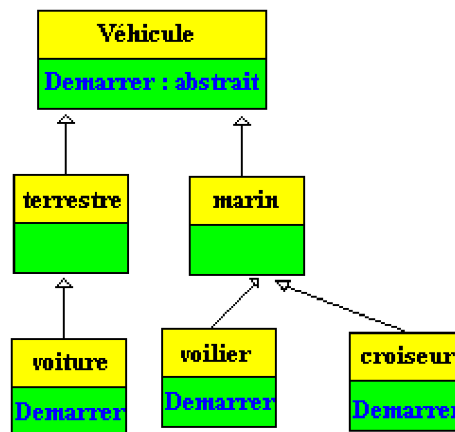 Véhicule
Demarrer : abstrait
terrestre
marin
voiture
Demarrer
voilier
Demarrer
croiseur
Demarrer